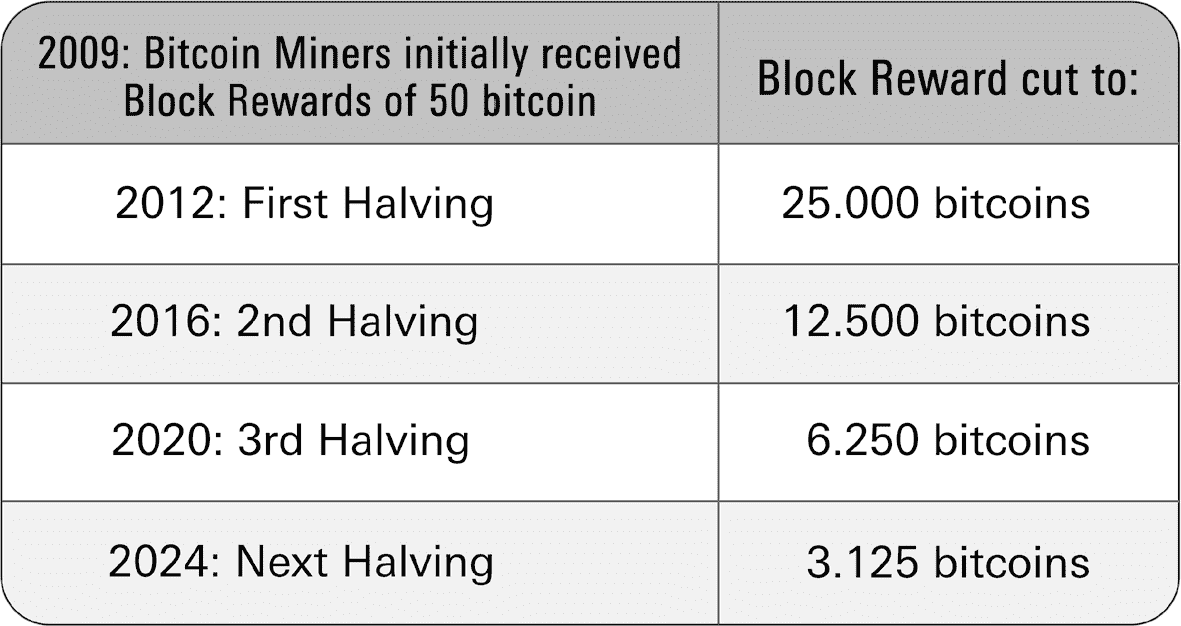 2009: Bitcoin Miners initially received
Block Rewards of 50 bitcoin
Block Reward cut to:
2012: First Halving
25.000 bitcoins
2016: 2nd Halving
12.500 bitcoins
2020: 3rd Halving
6.250 bitcoins
2024: Next Halving
3.125 bitcoins